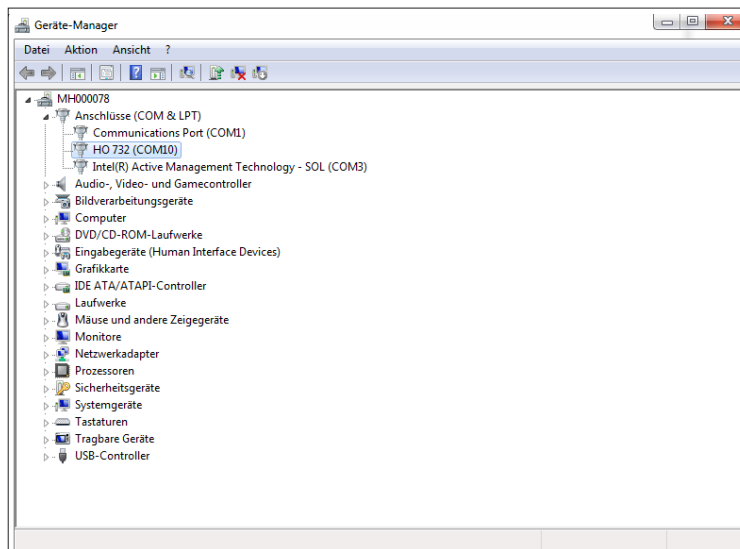 Geräte-Manager
Datei Aktion Ansicht ?
MH000078
Anschlüsse (COM & LPT)
Communications Port (COM1)
HO 732 (COM10)
Intel(R) Active Management Technology - SOL (COM3)
Audio-, Video- und Gamecontroller
Bildverarbeitungsgeräte
Computer
DVD/CD-ROM-Laufwerke
Eingabegeräte (Human Interface Devices)
Grafikkarte
IDE ATA/ATAPI-Controller
Laufwerke
Mäuse und andere Zeigegeräte
Monitore
Netzwerkadapter
Prozessoren
Sicherheitsgeräte
Systemgeräte
Tastaturen
Tragbare Geräte
USB-Controller